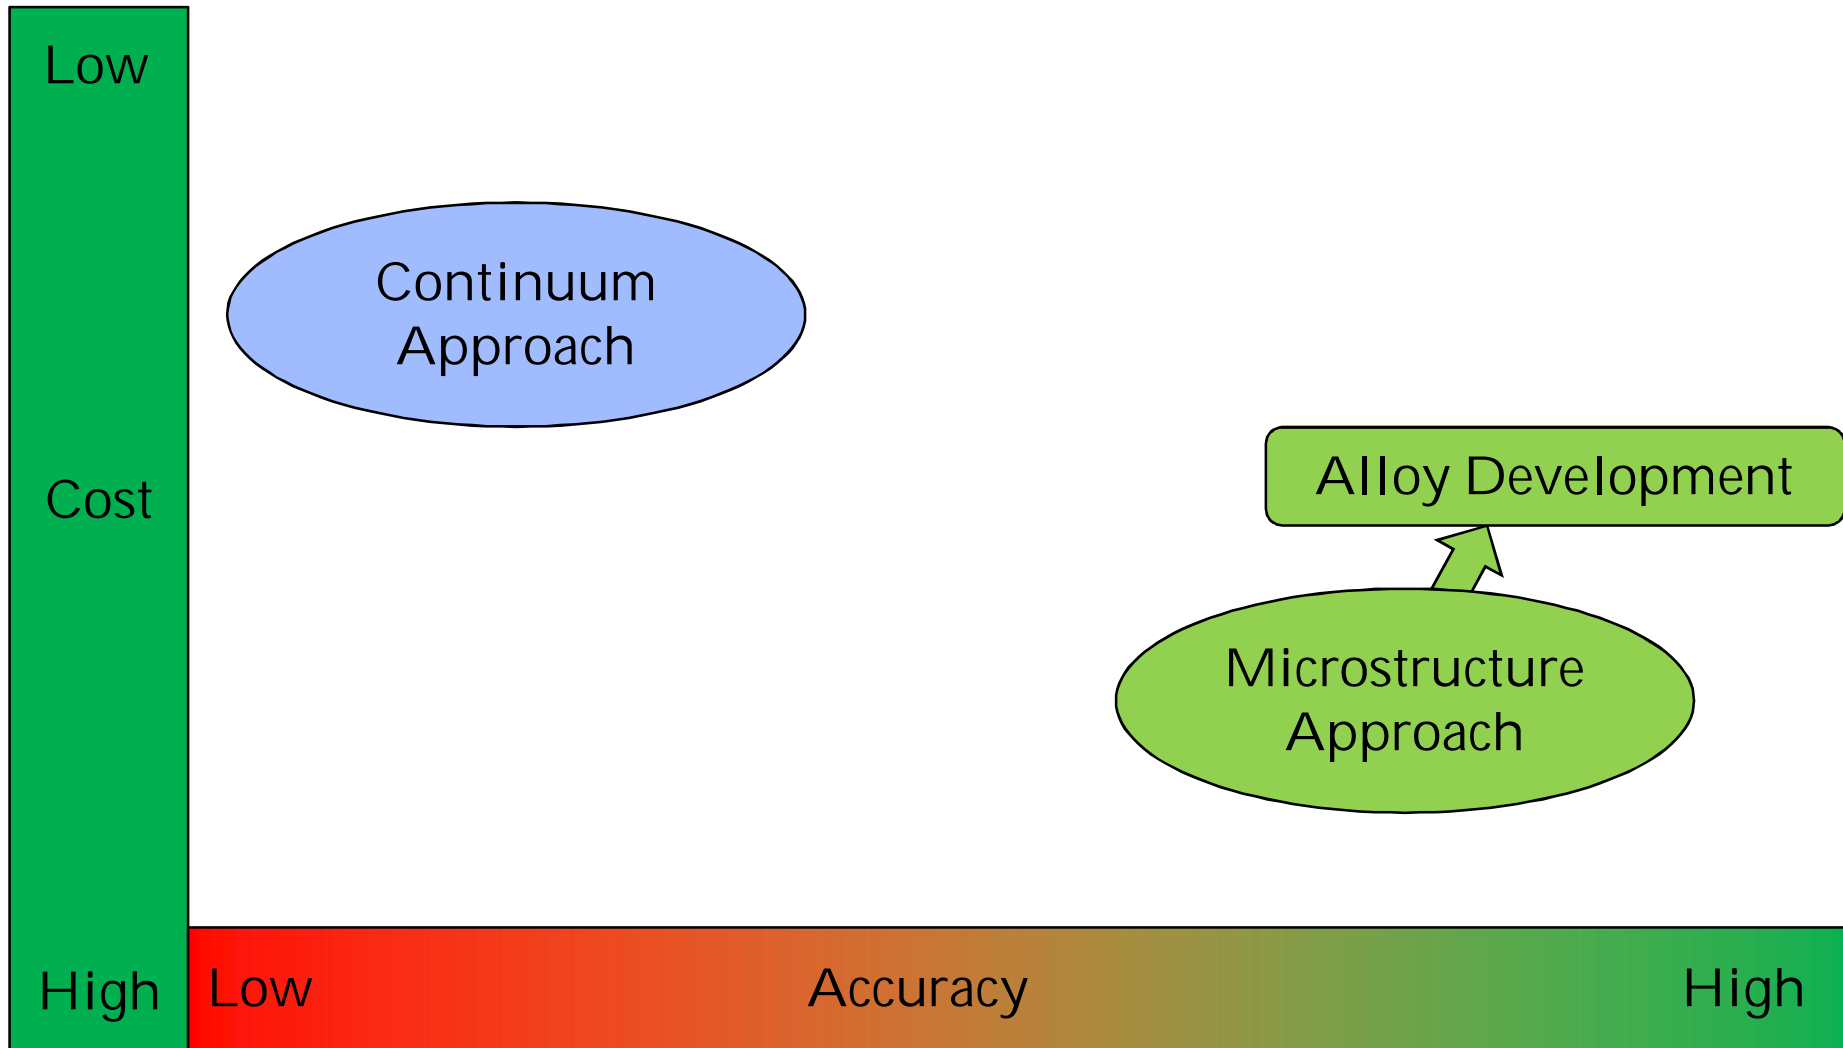 Low
Continuum
Approach
Alloy Development
Cost
Microstructure
Approach
High
Low
Accuracy
High